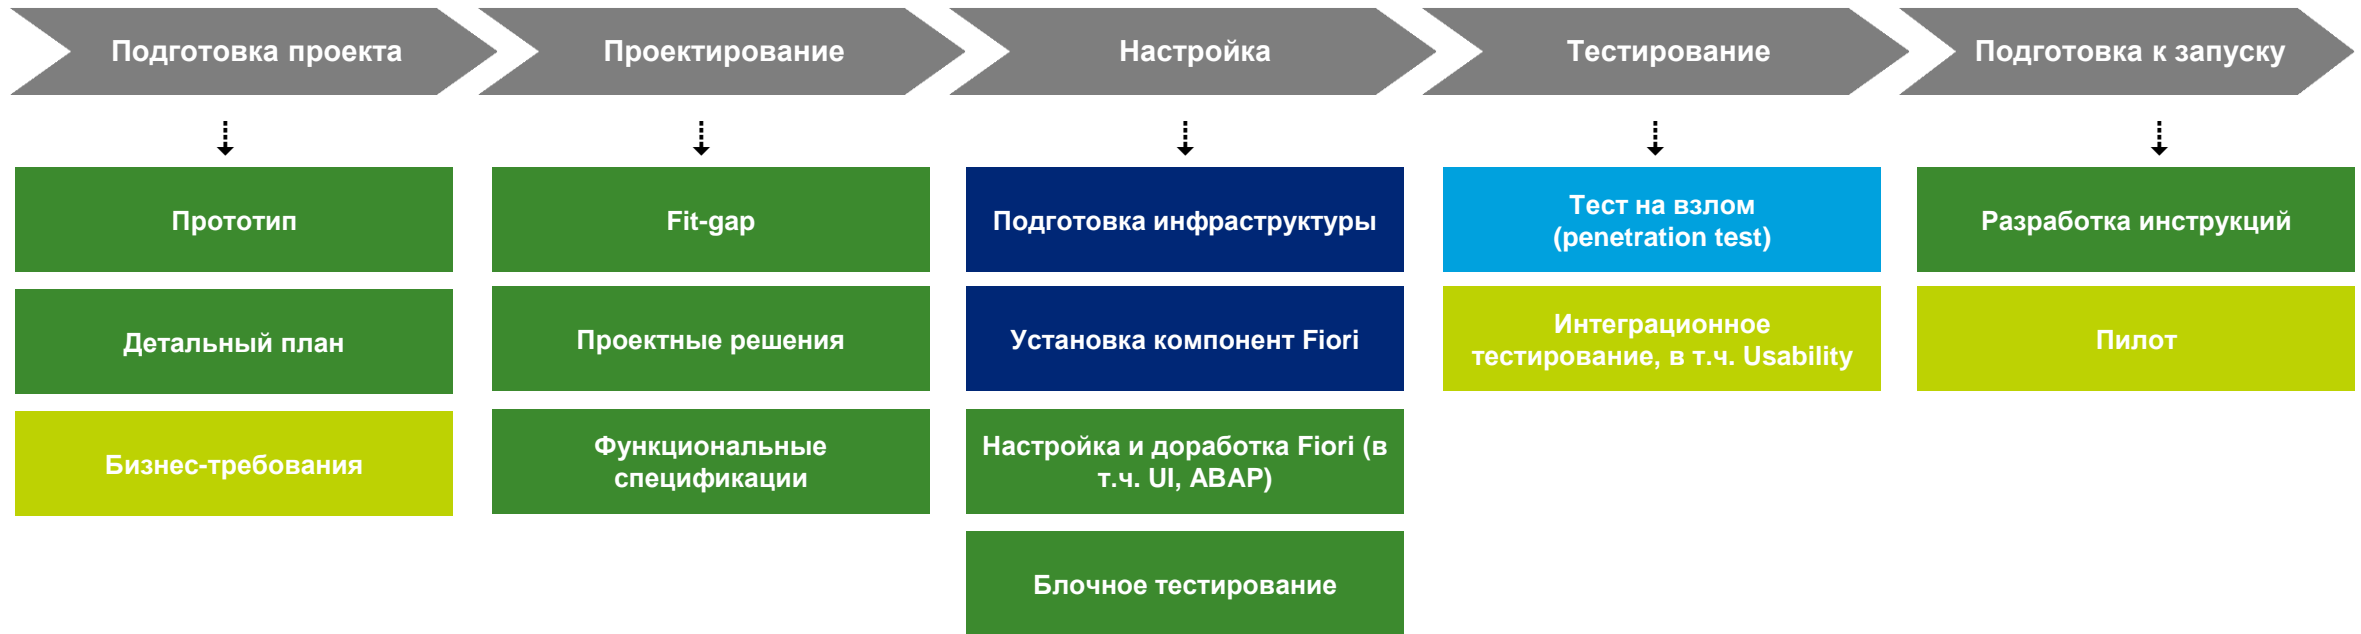 Подготовка проекта
Проектирование
Настройка
Тестирование
Подготовка к запуску
Прототип
Детальный план
Бизнес-требования
Fit-gap
Проектные решения
Функциональные
спецификации
Подготовка инфраструктуры
Установка компонент Fiori
Настройка и доработка Fiori (в
т.ч. UI, ABAP)
Блочное тестирование
Тест на взлом
(penetration test)
Интеграционное
тестирование, в т.ч. Usability
Разработка инструкций
Пилот